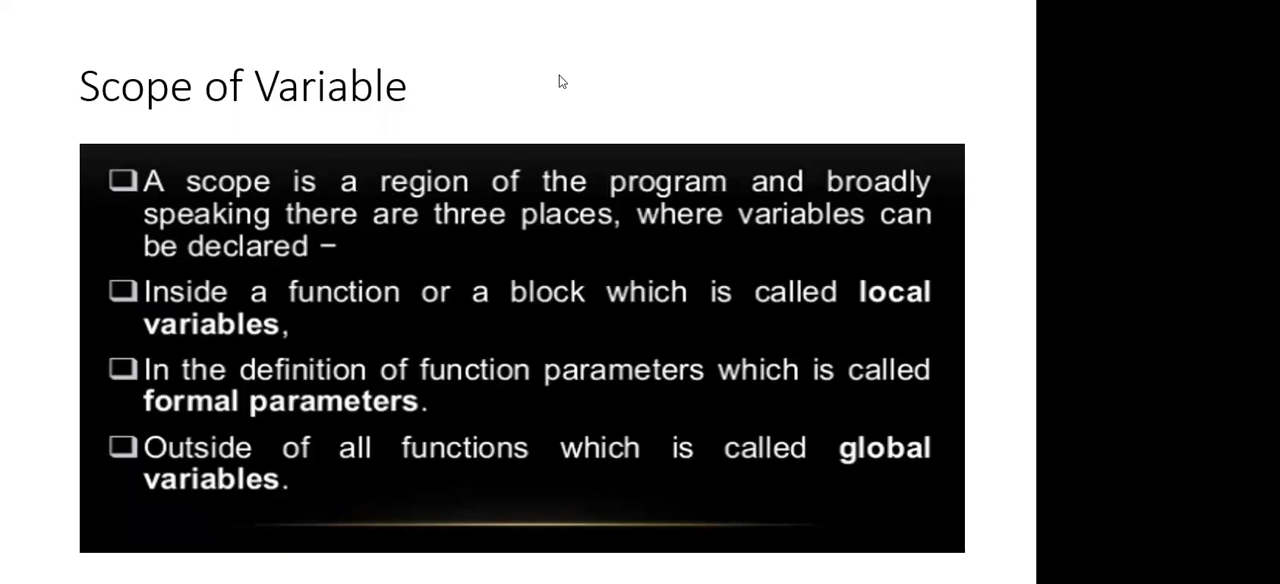 Scope of Variable
A scope is a region of the program and broadly
speaking there are three places, where variables can
be declared −
Inside a function or a block which is called local
variables,
In the definition of function parameters which is called
formal parameters.
Outside of all functions which is called global
variables.